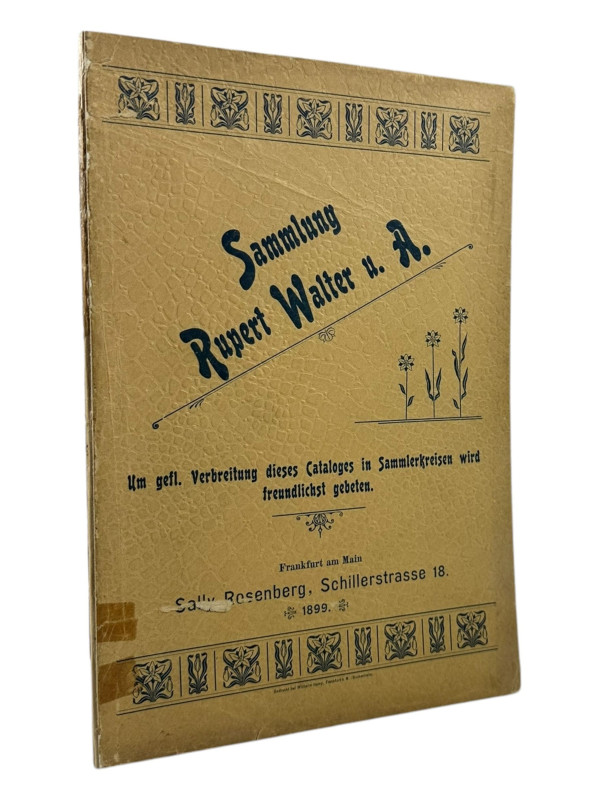 Sammlung
Rupert Walter u. A.
Um gefl. Verbreitung dieses Cataloges in Sammlerkreisen wird
freundlichst gebeten.
Frankfurt am Main
Sally Rosenberg, Schillerstrasse 18.
1899.